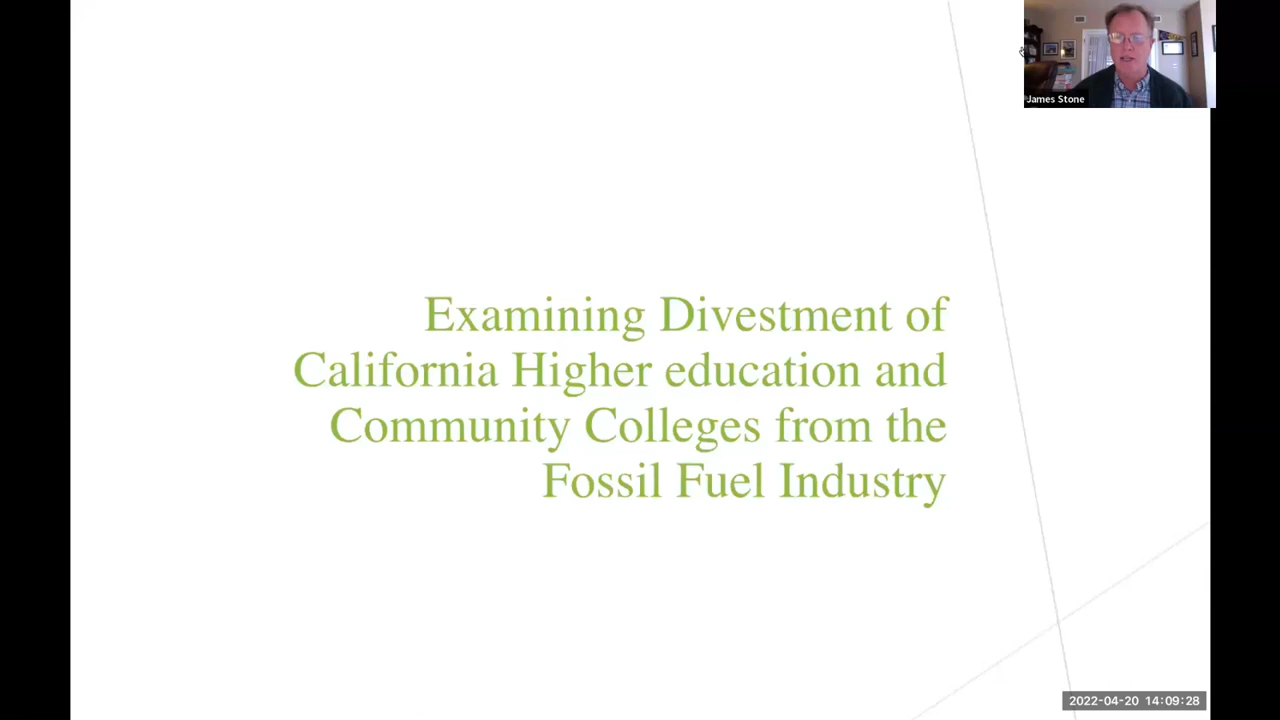 James Stone
Examining Divestment of
California Higher education and
Community Colleges from the
Fossil Fuel Industry
2022-04-20 14:09:28